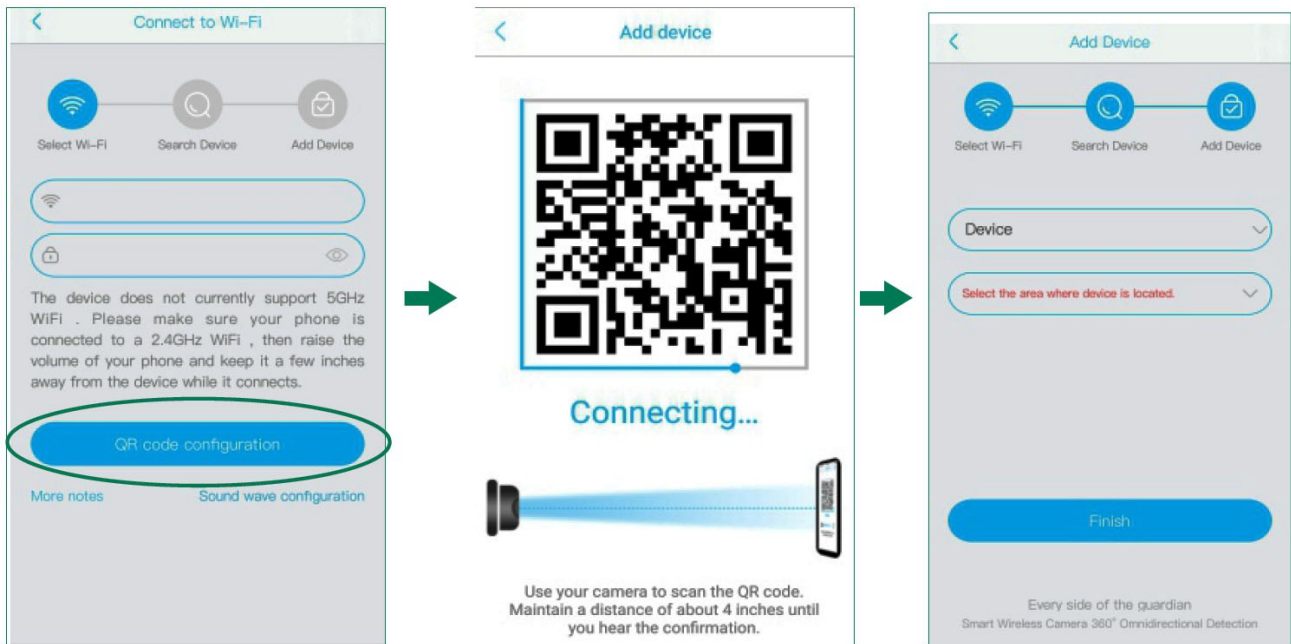 Connect to Wi-Fi
Select Wi-Fi
Search Device
Add Device
The device does not currently support 5GHz
WiFi . Please make sure your phone is
connected to a 2.4GHz WiFi , then raise the
volume of your phone and keep it a few inches
away from the device while it connects.
QR code configuration
More notes
Sound wave configuration
Add device
Connecting...
Use your camera to scan the QR code.
Maintain a distance of about 4 inches until
you hear the confirmation.
Add Device
Select Wi-Fi
Search Device
Add Device
Device
Select the area where device is located.
Finish
Every side of the guardian
Smart Wireless Camera 360° Omnidirectional Detection